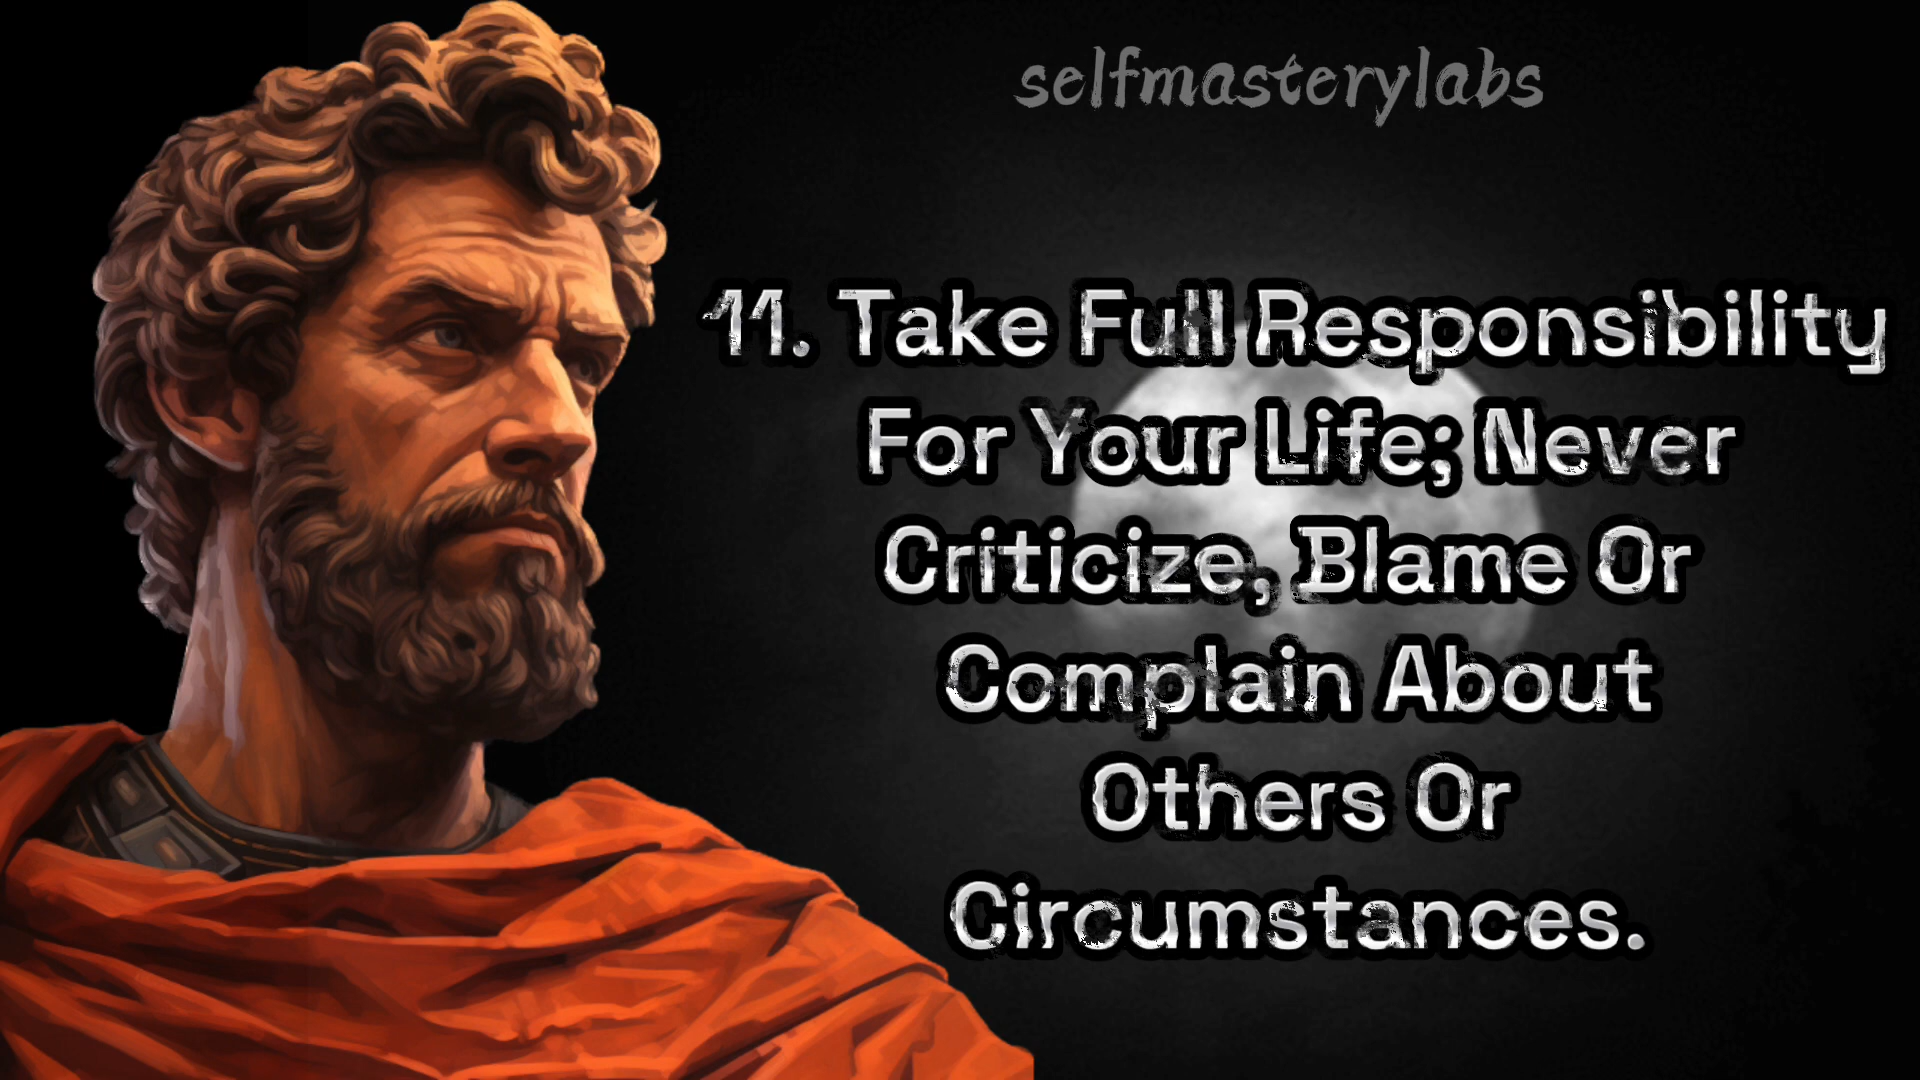 selfmasterylabs
11. Take Full Responsibility
For Your Life; Never
Criticize, Blame Or
Complain About
Others Or
Circumstances.